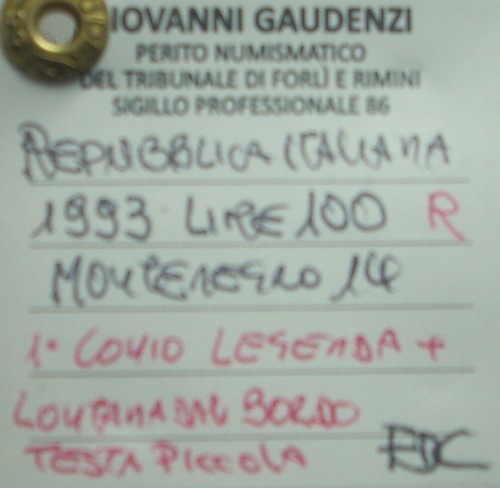 IOVANNI GAUDENZI
PERITO NUMISMATICO
DEL TRIBUNALE DI FORLÌ E RIMINI
SIGILLO PROFESSIONALE 86
REPUBBLICA ITALIANA
1993 LIRE 100 R
MONTENEGRO 14
1° CONIO LEGENDA +
LONTANA DAL BORDO
TESTA PICCOLA FDC